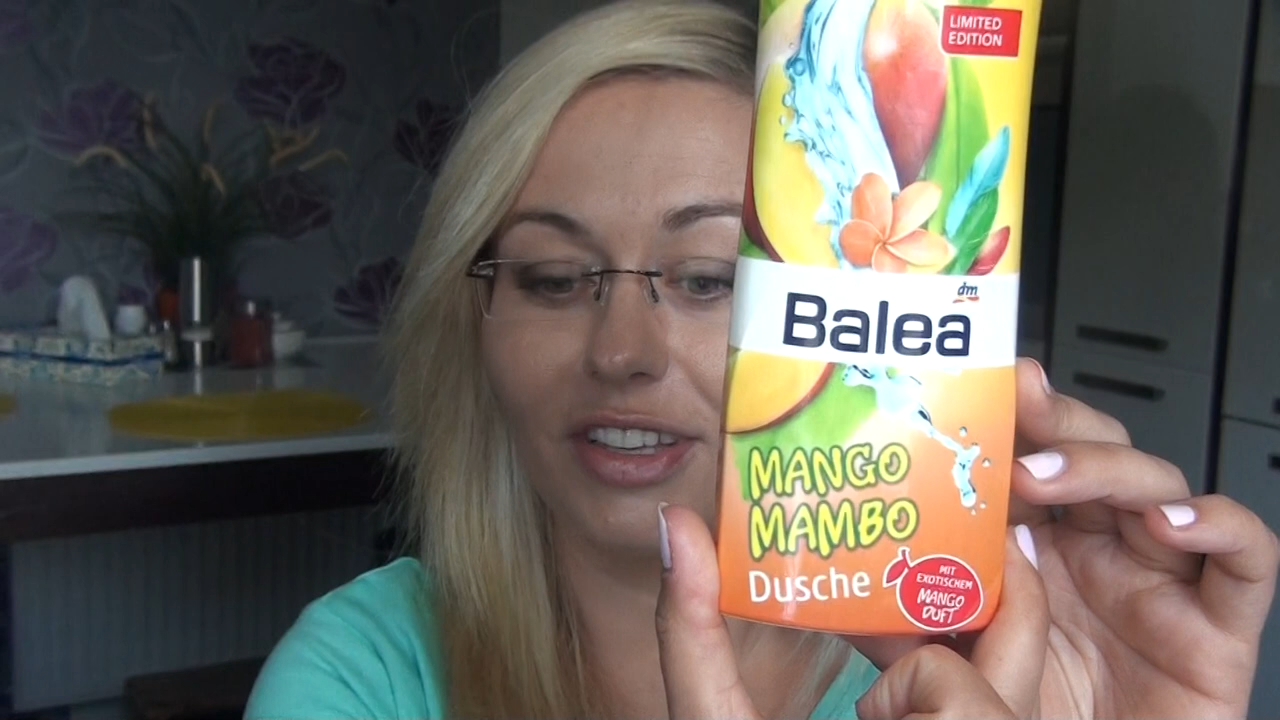 LIMITED
EDITION
dm
Balea
MANGO
MAMBO
Dusche
MIT
EXOTISCHEM
MANGO
DUFT